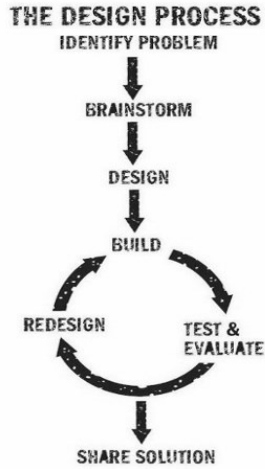 THE DESIGN PROCESS
IDENTIFY PROBLEM
BRAINSTORM
DESIGN
BUILD
TEST &
EVALUATE
REDESIGN
SHARE SOLUTION